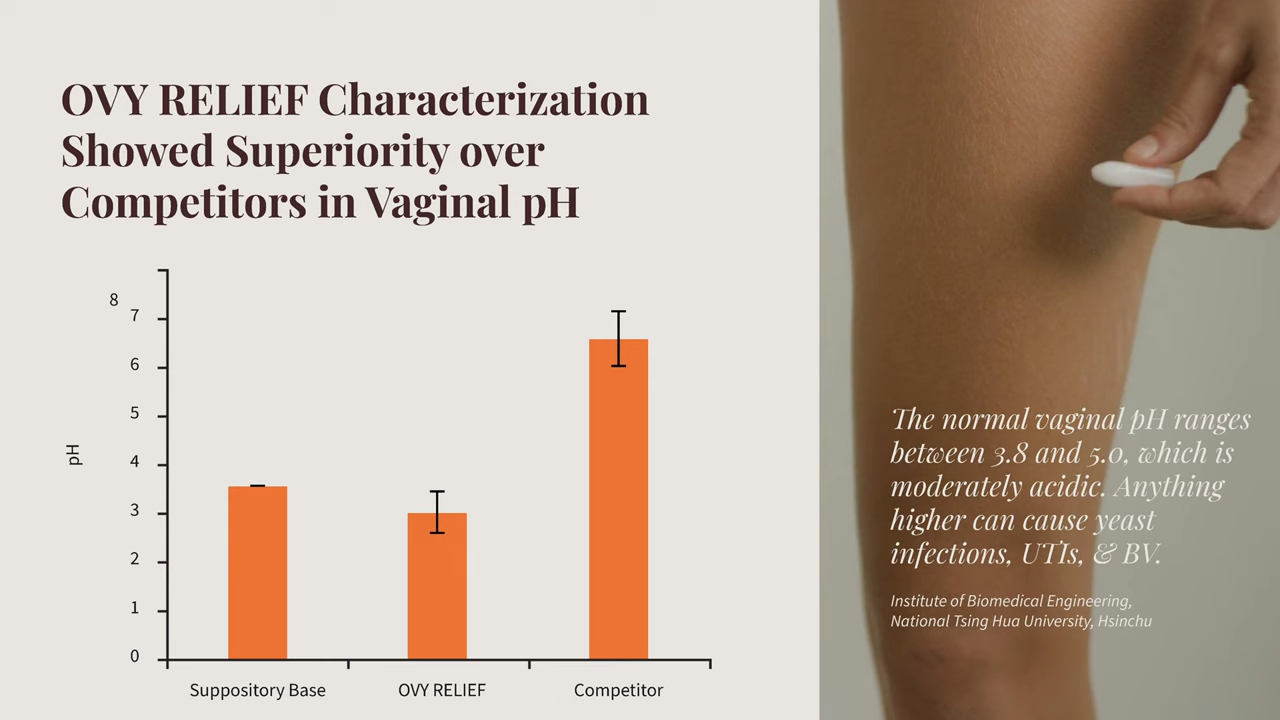 OVY RELIEF Characterization
Showed Superiority over
Competitors in Vaginal pH
8
7
6
5
4
3
2
1
0
pH
Suppository Base
OVY RELIEF
Competitor
The normal vaginal pH ranges
between 3.8 and 5.0, which is
moderately acidic. Anything
higher can cause yeast
infections, UTIs, & BV.
Institute of Biomedical Engineering,
National Tsing Hua University, Hsinchu